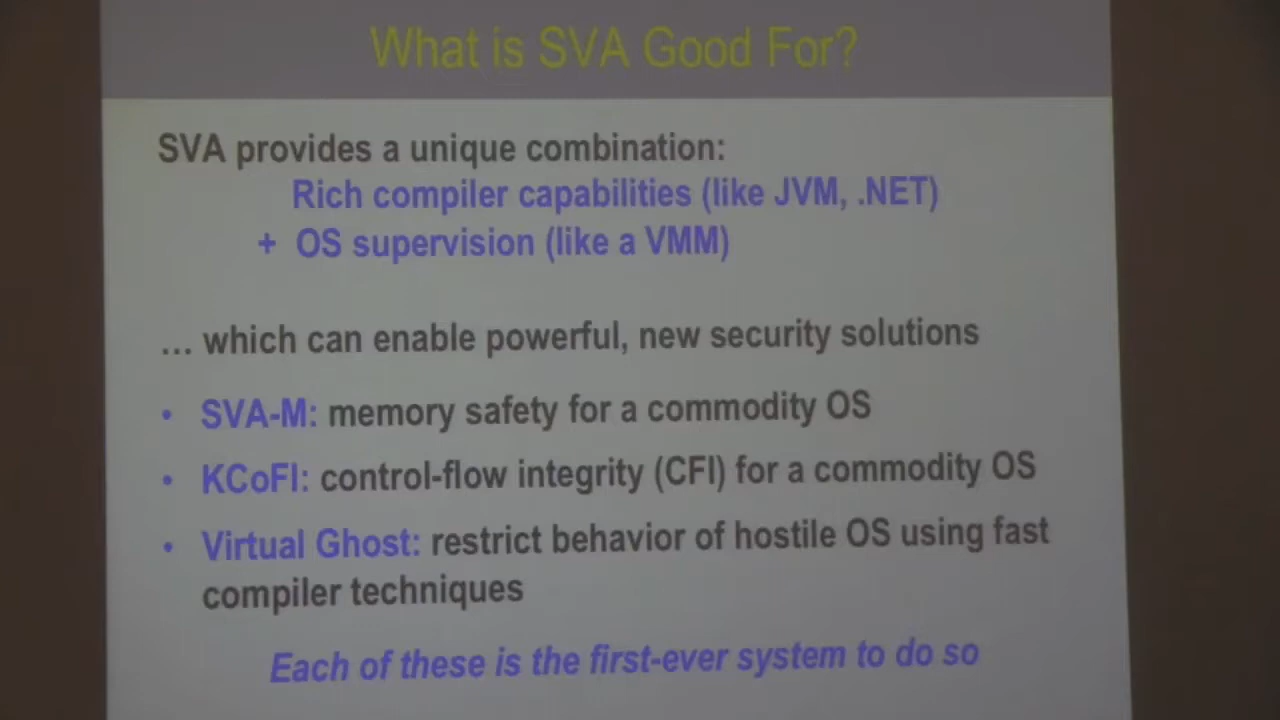 What is SVA Good For?
SVA provides a unique combination:
Rich compiler capabilities (like JVM, .NET)
+ OS supervision (like a VMM)
... which can enable powerful, new security solutions
• SVA-M: memory safety for a commodity OS
• KCoFI: control-flow integrity (CFI) for a commodity OS
• Virtual Ghost: restrict behavior of hostile OS using fast
compiler techniques
Each of these is the first-ever system to do so